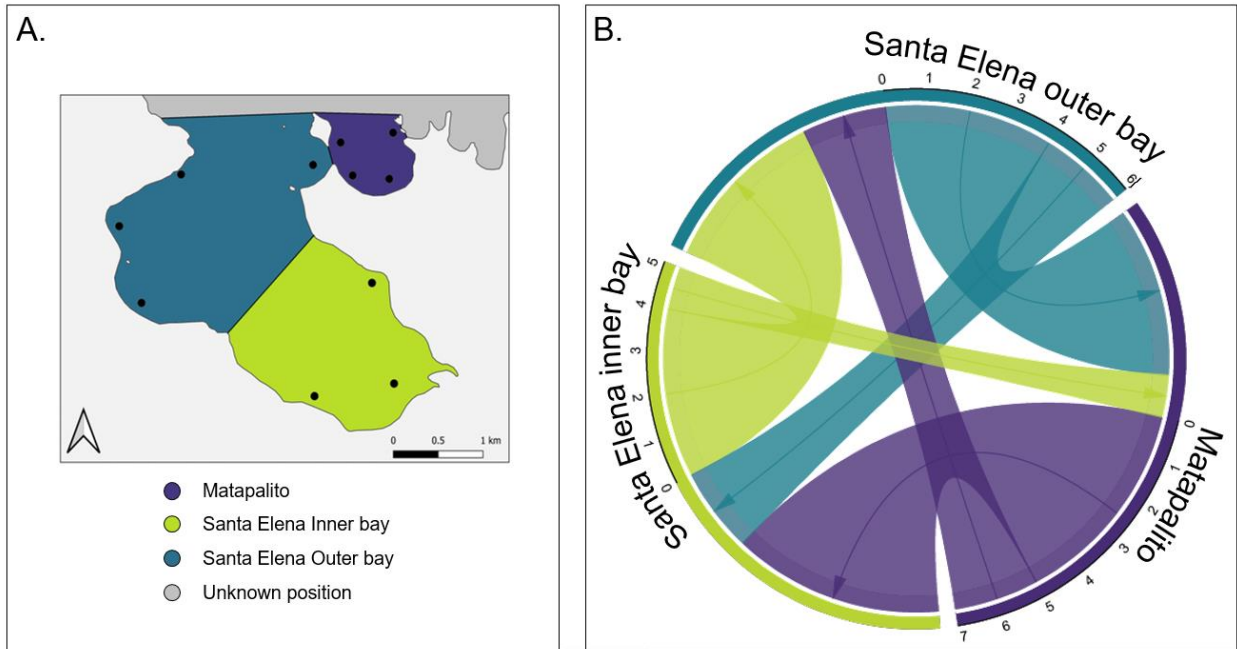 A.
0 0.5 1 km
Matapalito
Santa Elena Inner bay
Santa Elena Outer bay
Unknown position
B.
Santa Elena outer bay
0 1 2 3 4 5 6
Matapalito
0 1 2 3 4 5 6 7
Santa Elena inner bay
0 1 2 3 4 5